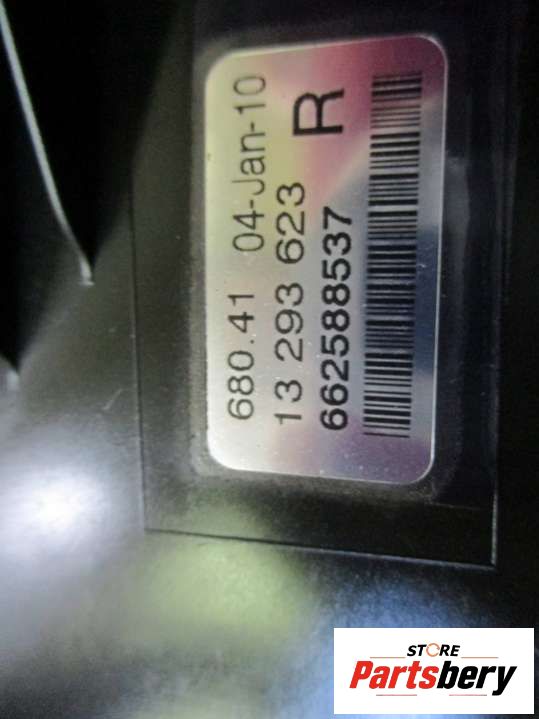 680.41 04-Jan-10
13 293 623 R
662588537
STORE
Partsbery